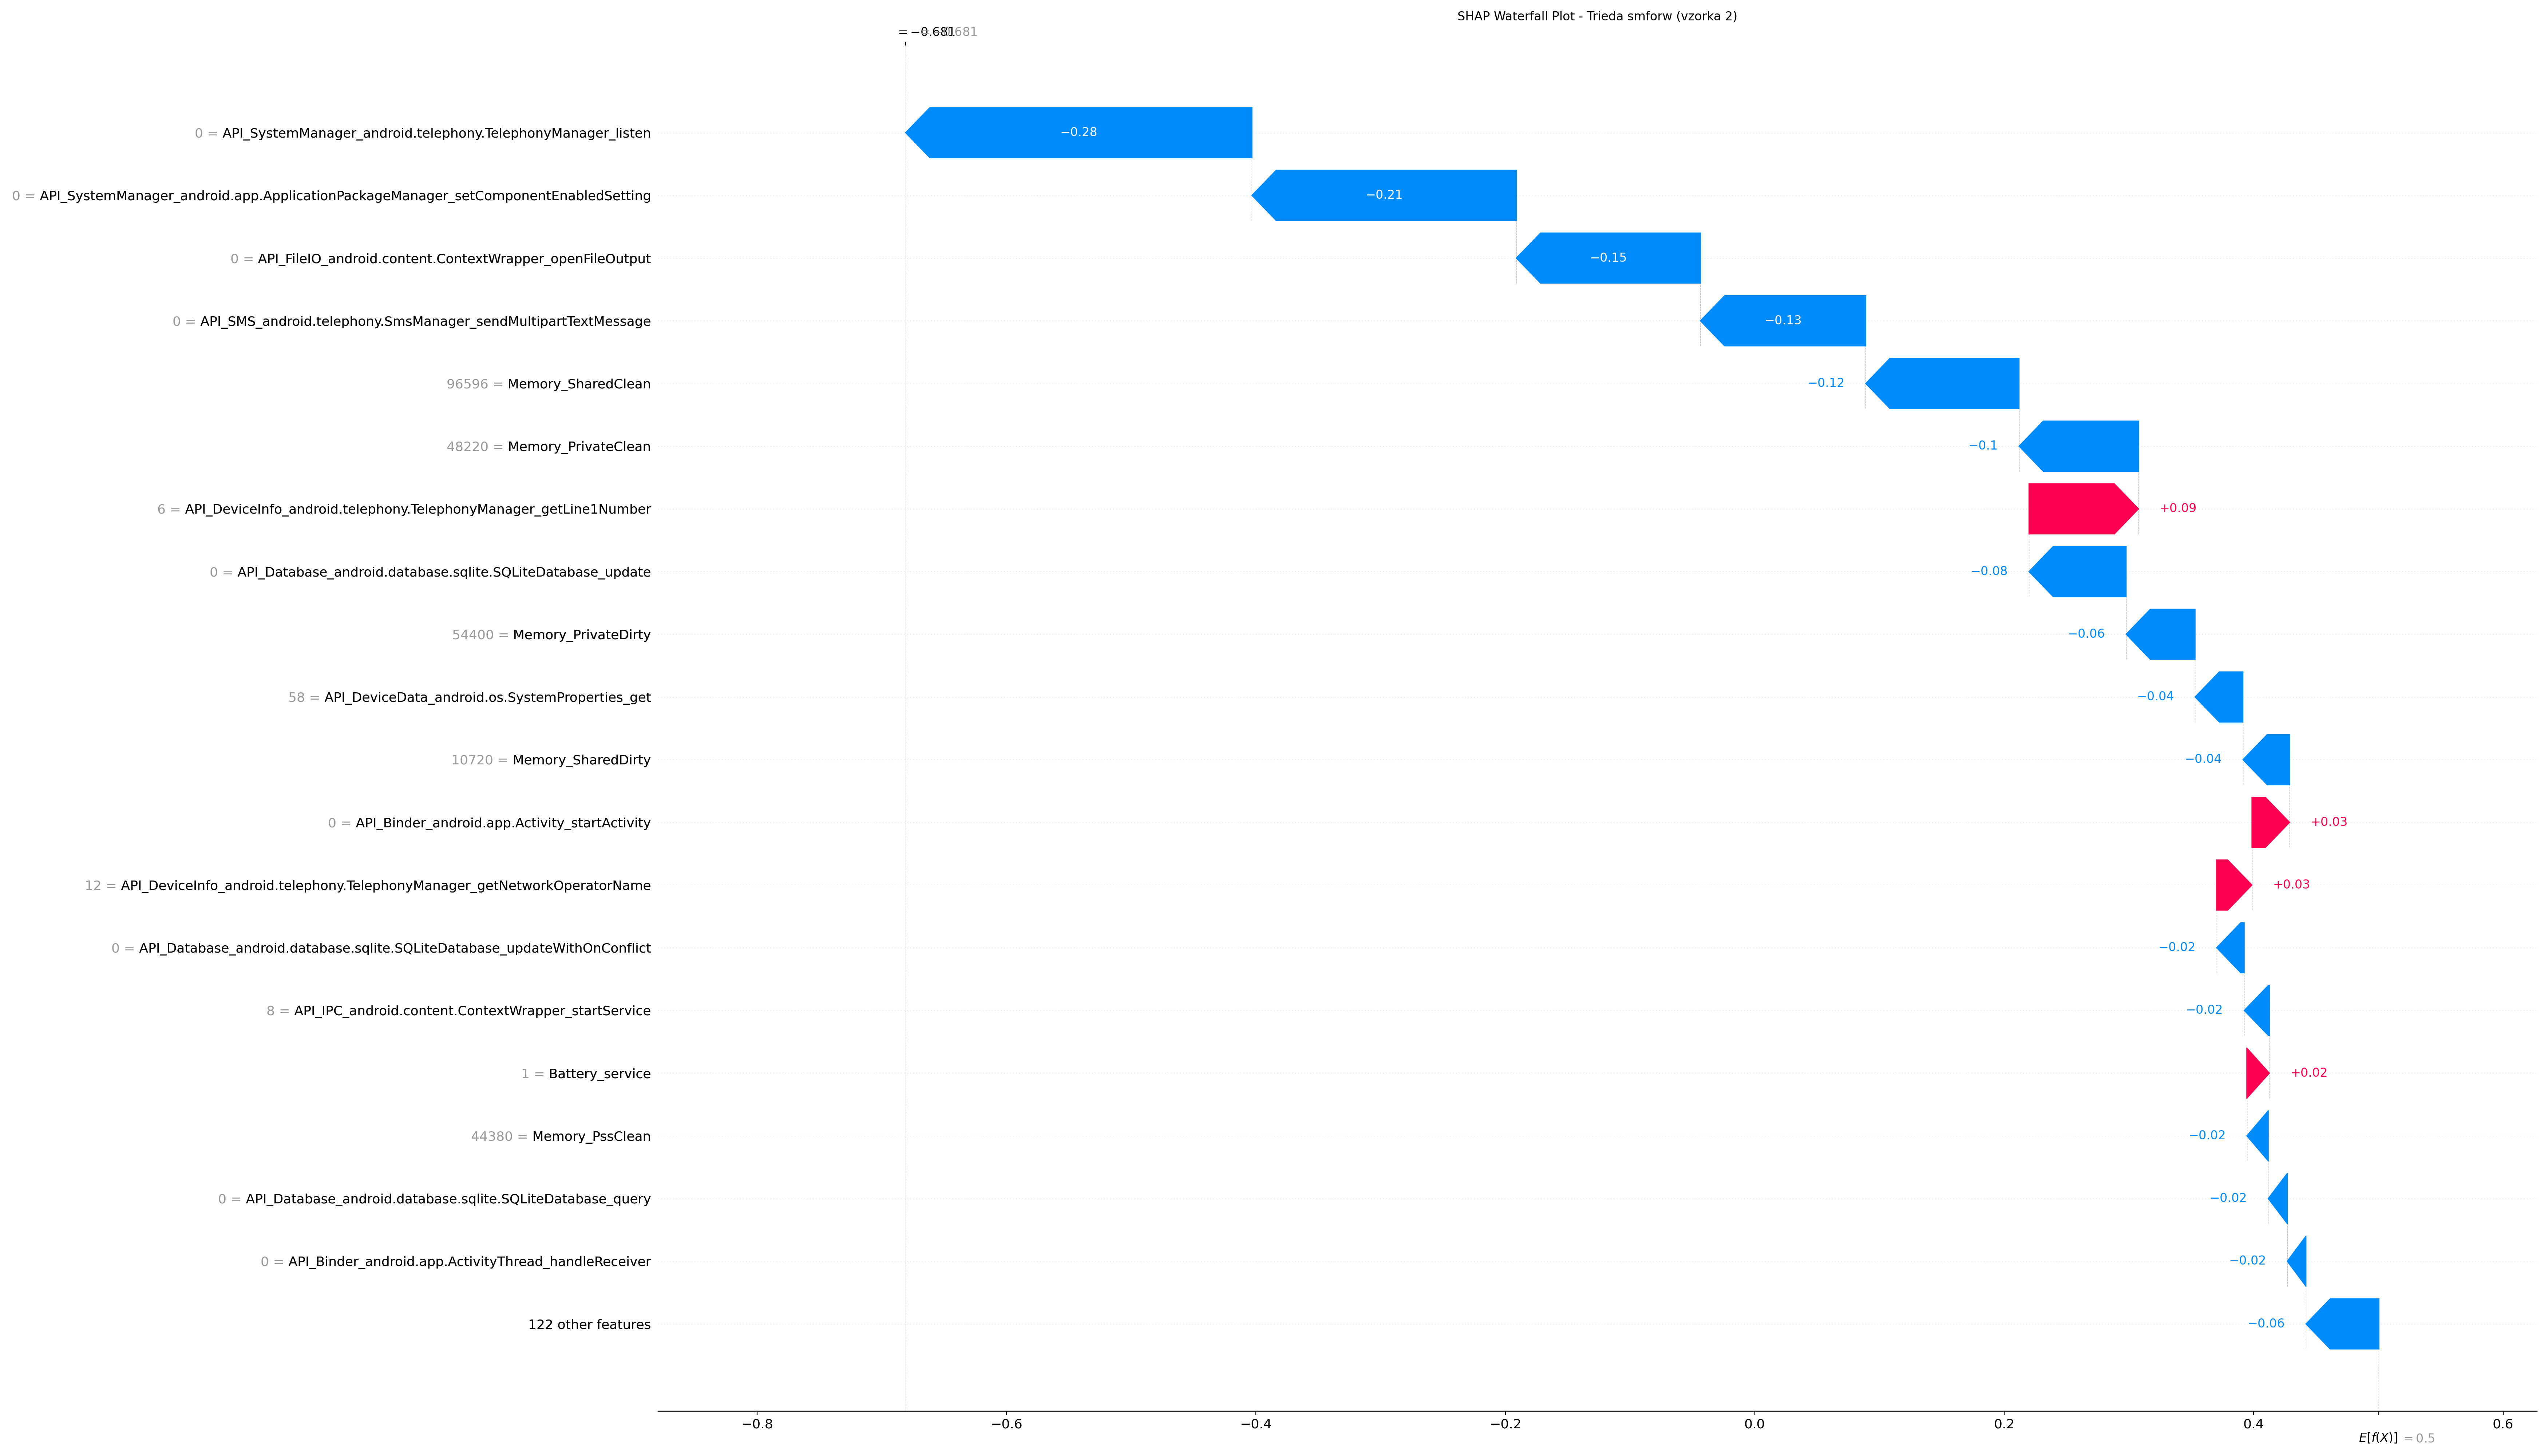 SHAP Waterfall Plot - Trieda smforw (vzorka 2)
= −0.681
0 = API_SystemManager_android.telephony.TelephonyManager_listen −0.28
0 = API_SystemManager_android.app.ApplicationPackageManager_setComponentEnabledSetting −0.21
0 = API_FileIO_android.content.ContextWrapper_openFileOutput −0.15
0 = API_SMS_android.telephony.SmsManager_sendMultipartTextMessage −0.13
96596 = Memory_SharedClean −0.12
48220 = Memory_PrivateClean −0.1
6 = API_DeviceInfo_android.telephony.TelephonyManager_getLine1Number +0.09
0 = API_Database_android.database.sqlite.SQLiteDatabase_update −0.08
54400 = Memory_PrivateDirty −0.06
58 = API_DeviceData_android.os.SystemProperties_get −0.04
10720 = Memory_SharedDirty −0.04
0 = API_Binder_android.app.Activity_startActivity +0.03
12 = API_DeviceInfo_android.telephony.TelephonyManager_getNetworkOperatorName +0.03
0 = API_Database_android.database.sqlite.SQLiteDatabase_updateWithOnConflict −0.02
8 = API_IPC_android.content.ContextWrapper_startService −0.02
1 = Battery_service +0.02
44380 = Memory_PssClean −0.02
0 = API_Database_android.database.sqlite.SQLiteDatabase_query −0.02
0 = API_Binder_android.app.ActivityThread_handleReceiver −0.02
122 other features −0.06
−0.8 −0.6 −0.4 −0.2 0.0 0.2 0.4 0.6
E[f(X)] = 0.5